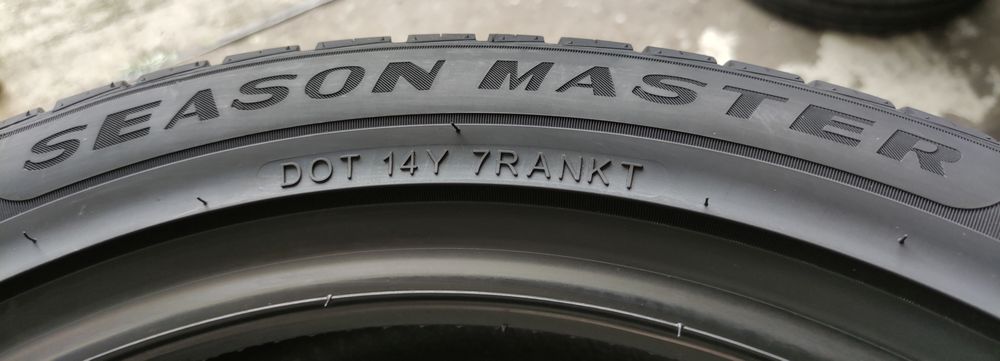 SEASON MASTER
DOT 14Y 7RANKT